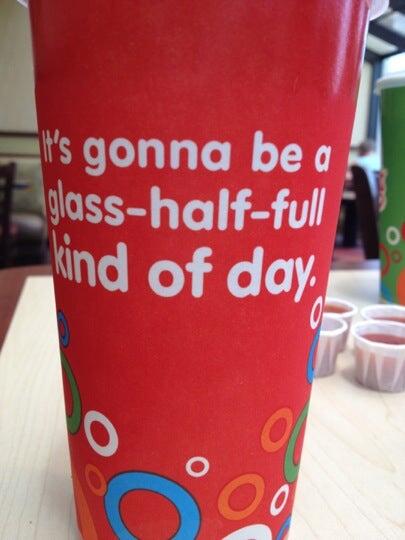 It's gonna be a
glass-half-full
kind of day.